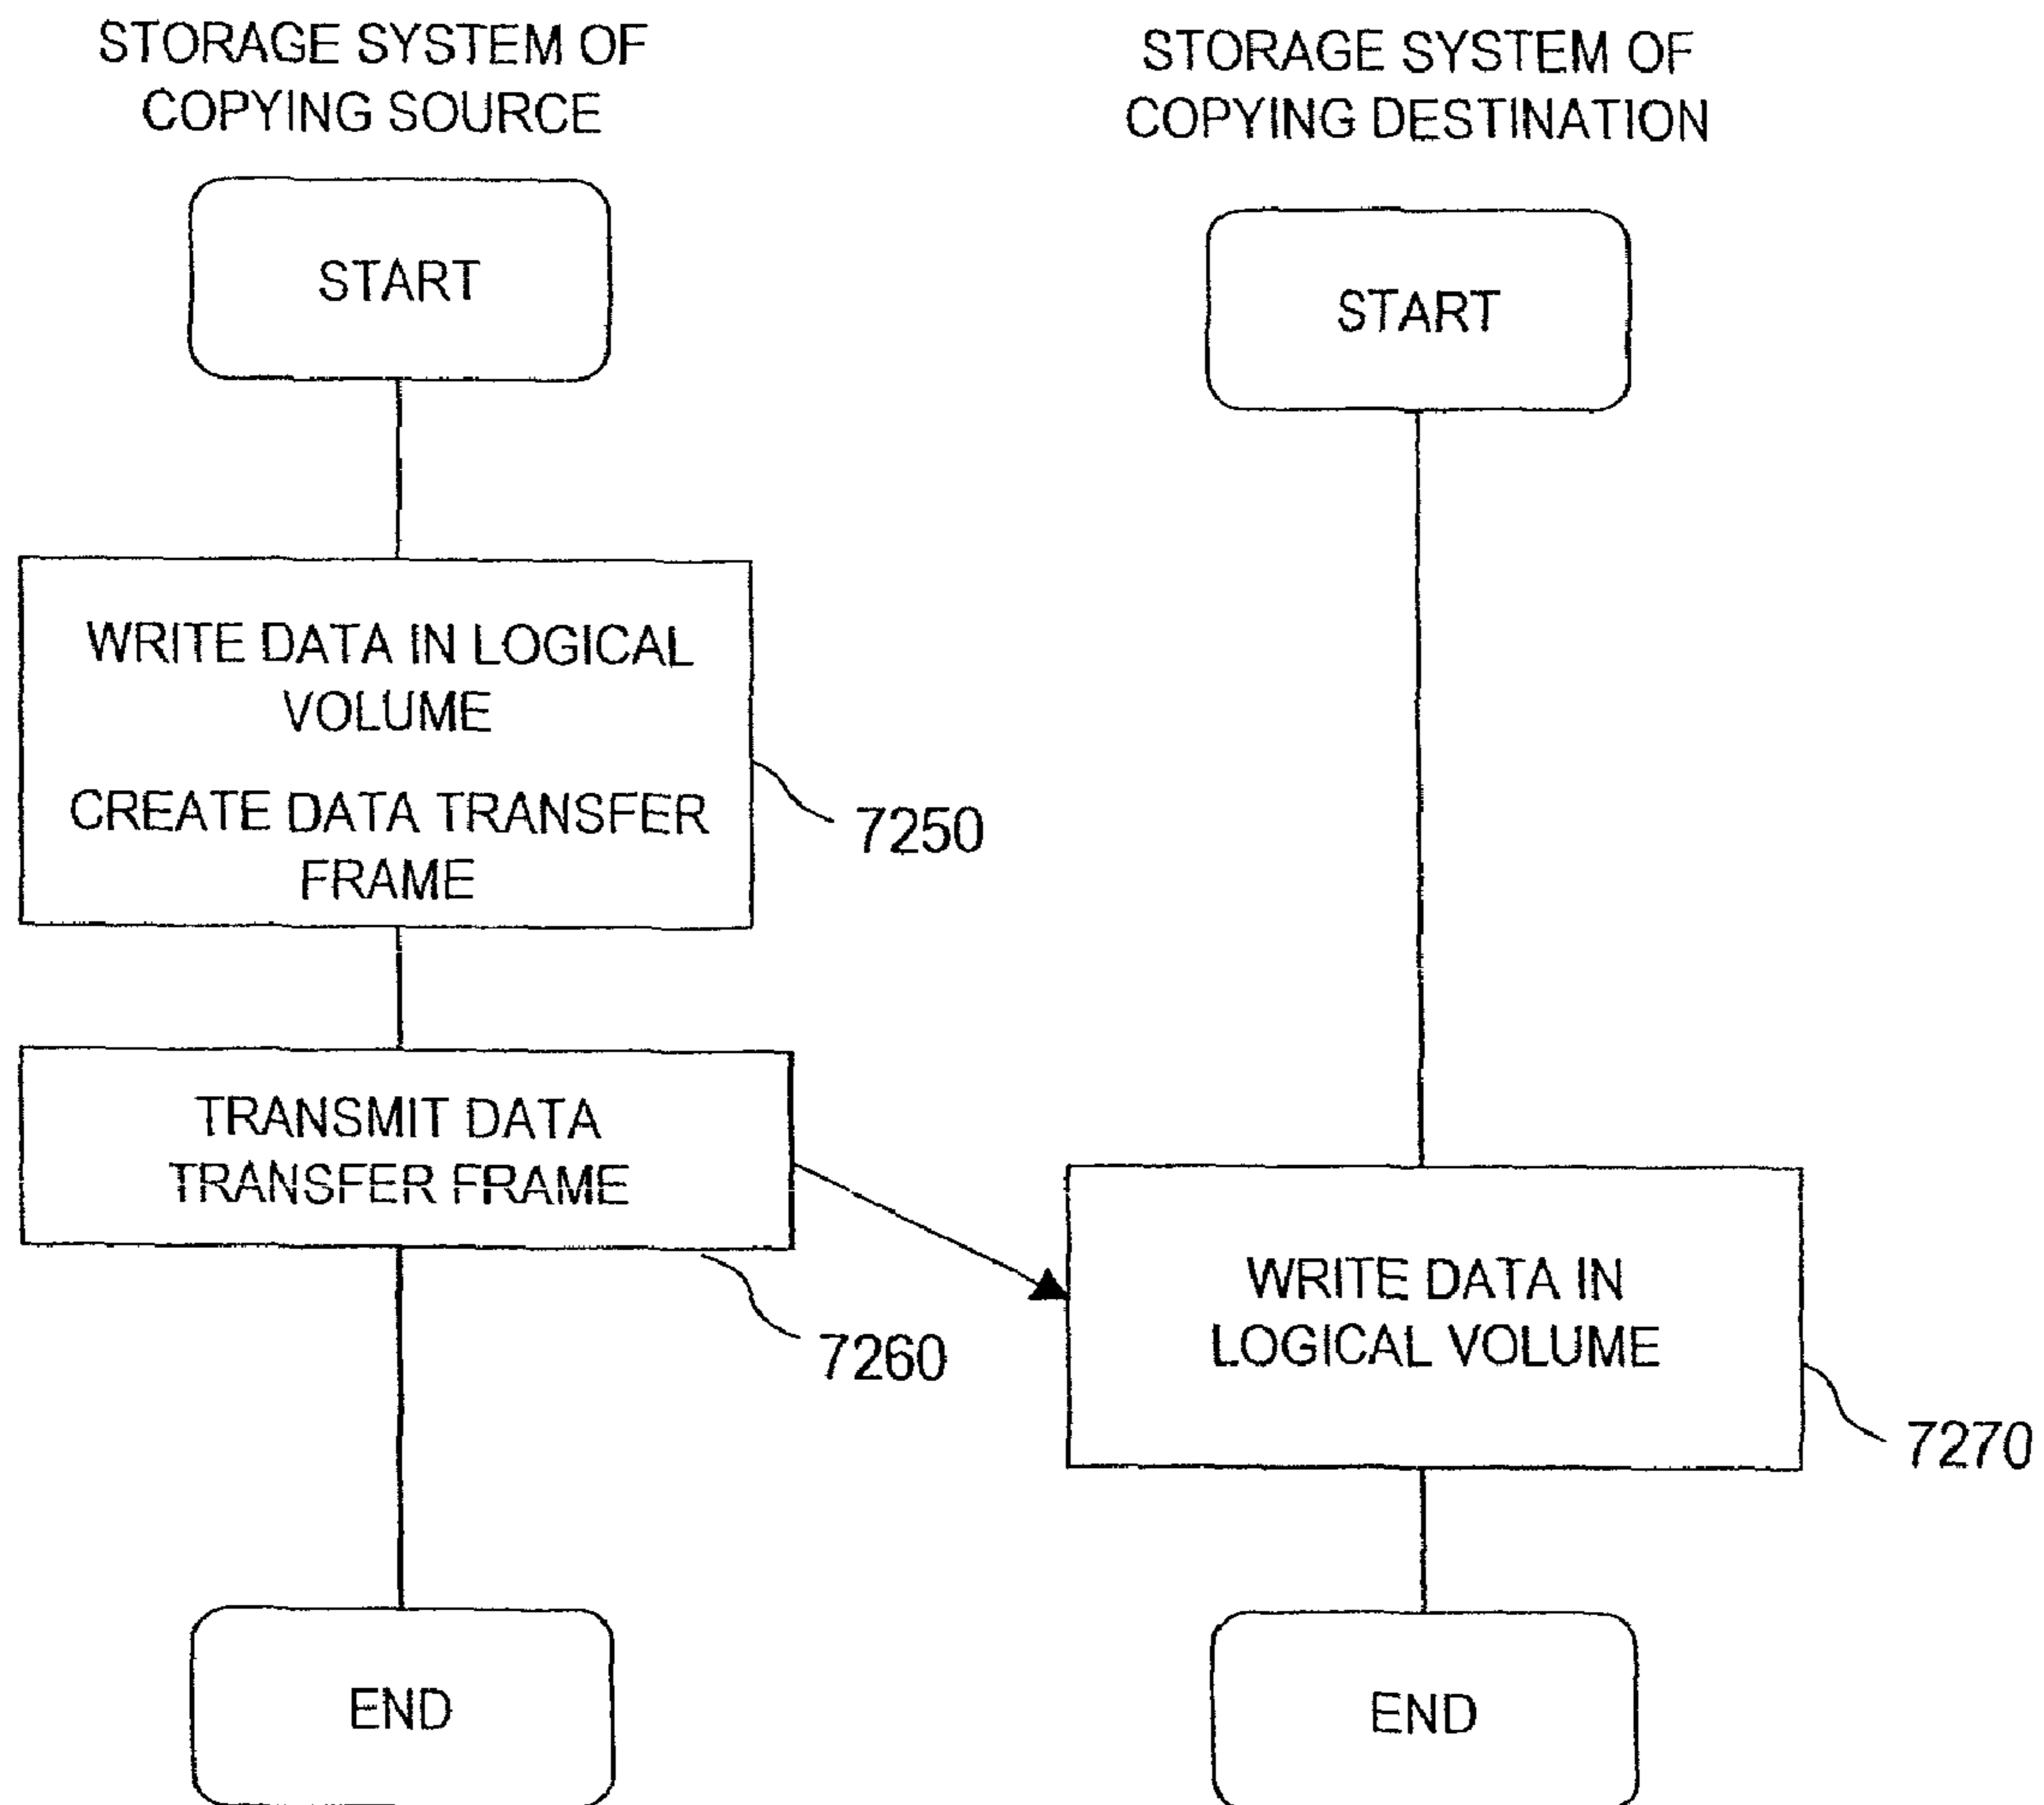 STORAGE SYSTEM OF
COPYING SOURCE
START
WRITE DATA IN LOGICAL
VOLUME
CREATE DATA TRANSFER
FRAME
7250
TRANSMIT DATA
TRANSFER FRAME
7260
END
STORAGE SYSTEM OF
COPYING DESTINATION
START
WRITE DATA IN
LOGICAL VOLUME
7270
END